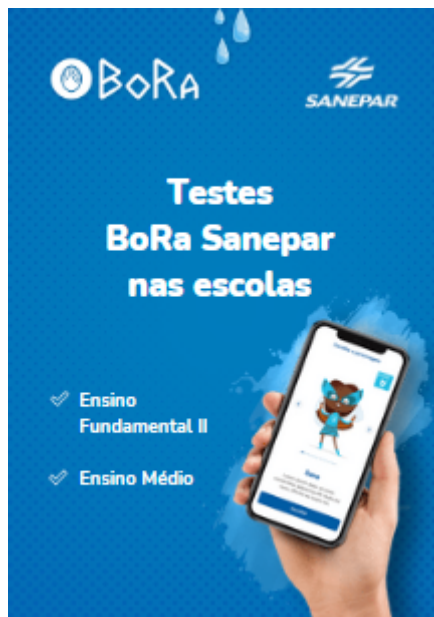 BoRa
SANEPAR
Testes
BoRa Sanepar
nas escolas
Ensino
Fundamental II
Ensino Médio